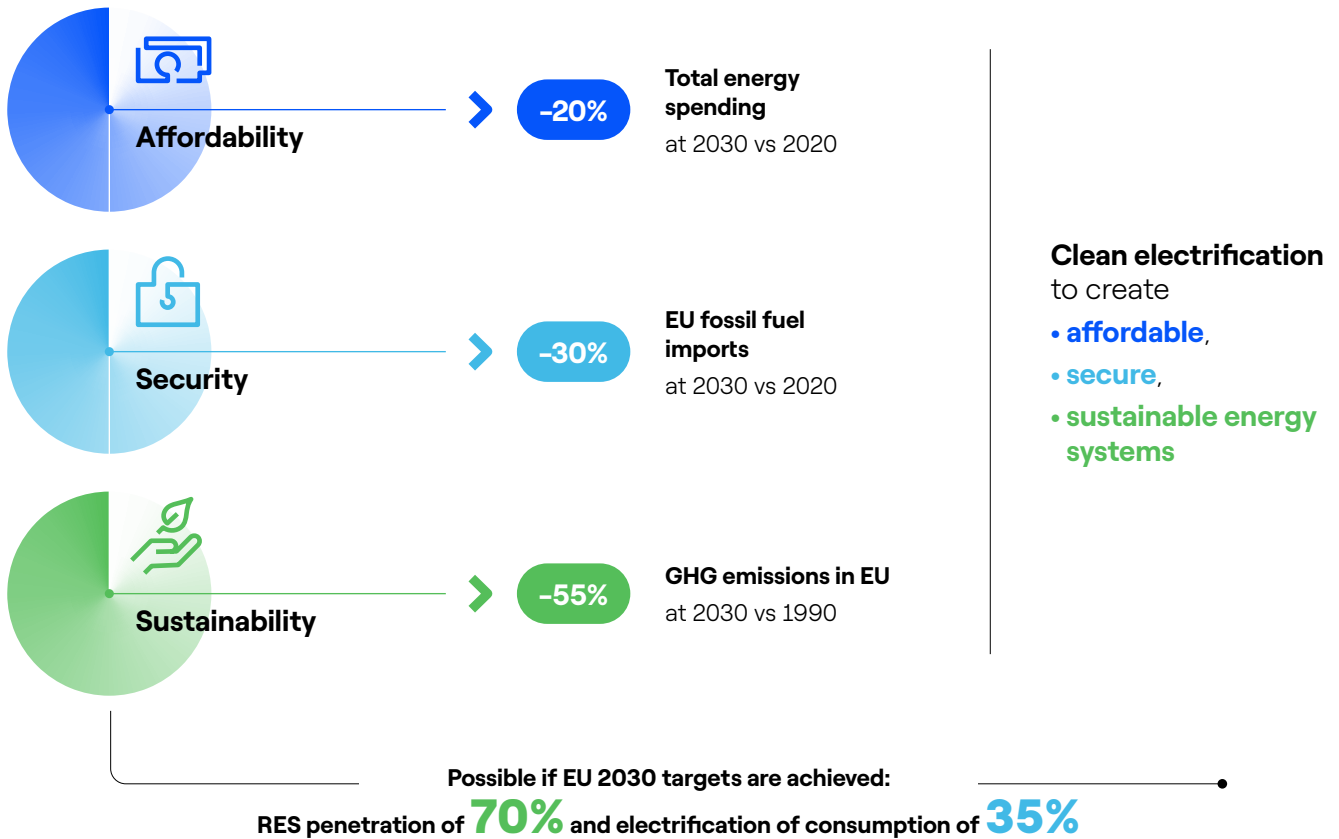 Affordability
-20%
Total energy
spending
at 2030 vs 2020
Security
-30%
EU fossil fuel
imports
at 2030 vs 2020
Sustainability
-55%
GHG emissions in EU
at 2030 vs 1990
Clean electrification
to create
• affordable,
• secure,
• sustainable energy
systems
Possible if EU 2030 targets are achieved:
RES penetration of 70% and electrification of consumption of 35%